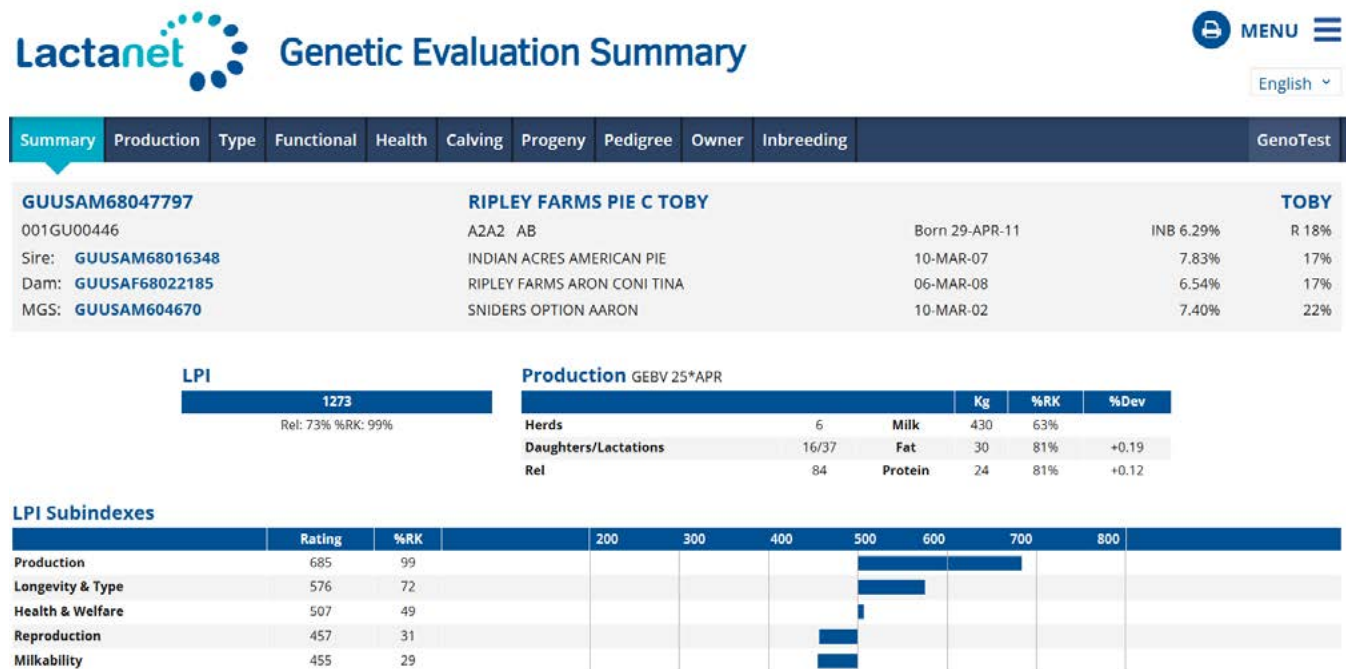 Lactanet
Genetic Evaluation Summary
MENU
English
Summary Production Type Functional Health Calving Progeny Pedigree Owner Inbreeding GenoTest
GUUSAM68047797 RIPLEY FARMS PIE C TOBY TOBY
001GU00446 A2A2 AB Born 29-APR-11 INB 6.29% R 18%
Sire: GUUSAM68016348 INDIAN ACRES AMERICAN PIE 10-MAR-07 7.83% 17%
Dam: GUUSAF68022185 RIPLEY FARMS ARON CONI TINA 06-MAR-08 6.54% 17%
MGS: GUUSAM604670 SNIDERS OPTION AARON 10-MAR-02 7.40% 22%
LPI
1273
Rel: 73% %RK: 99%
Production GEBV 25*APR
Kg %RK %Dev
Herds 6 Milk 430 63%
Daughters/Lactations 16/37 Fat 30 81% +0.19
Rel 84 Protein 24 81% +0.12
LPI Subindexes
Rating %RK 200 300 400 500 600 700 800
Production 685 99
Longevity & Type 576 72
Health & Welfare 507 49
Reproduction 457 31
Milkability 455 29